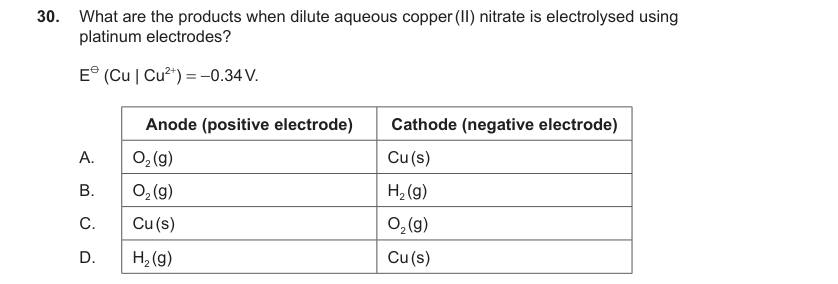 30. What are the products when dilute aqueous copper (II) nitrate is electrolysed using
platinum electrodes?
E⊖ (Cu | Cu²⁺) = –0.34 V.
Anode (positive electrode) Cathode (negative electrode)
A. O₂ (g) Cu (s)
B. O₂ (g) H₂ (g)
C. Cu (s) O₂ (g)
D. H₂ (g) Cu (s)